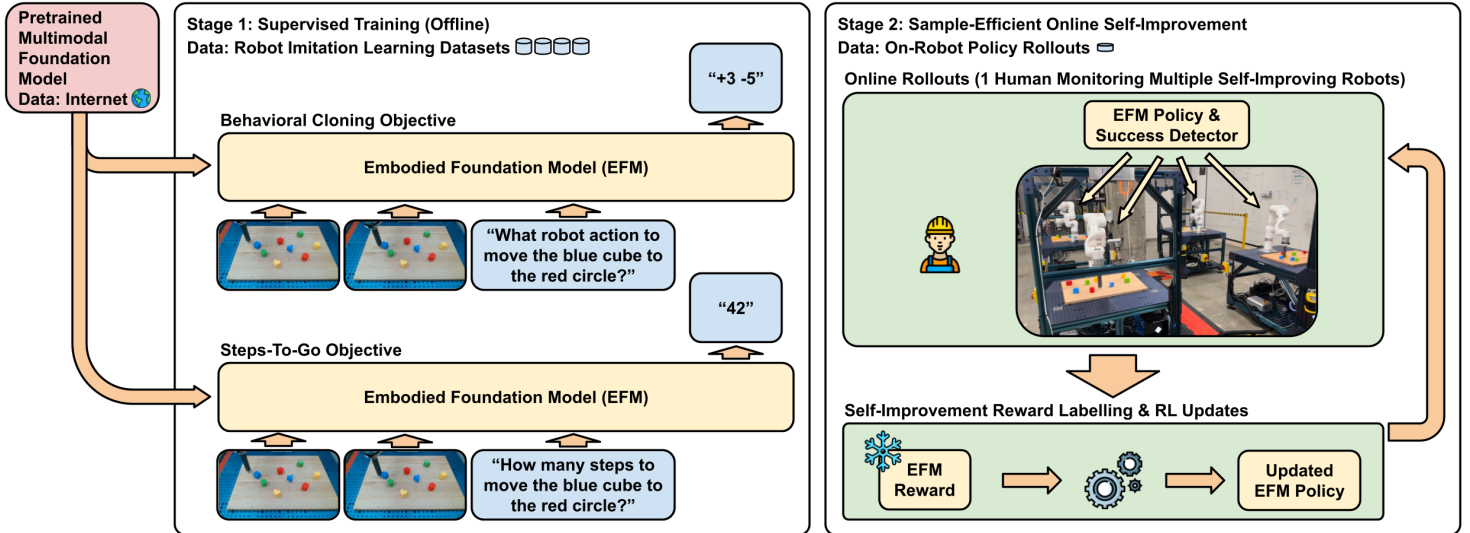 Pretrained
Multimodal
Foundation
Model
Data: Internet
Stage 1: Supervised Training (Offline)
Data: Robot Imitation Learning Datasets
“+3 -5”
Behavioral Cloning Objective
Embodied Foundation Model (EFM)
“What robot action to
move the blue cube to
the red circle?”
“42”
Steps-To-Go Objective
Embodied Foundation Model (EFM)
“How many steps to
move the blue cube to
the red circle?”
Stage 2: Sample-Efficient Online Self-Improvement
Data: On-Robot Policy Rollouts
Online Rollouts (1 Human Monitoring Multiple Self-Improving Robots)
EFM Policy &
Success Detector
Self-Improvement Reward Labelling & RL Updates
EFM
Reward
Updated
EFM Policy